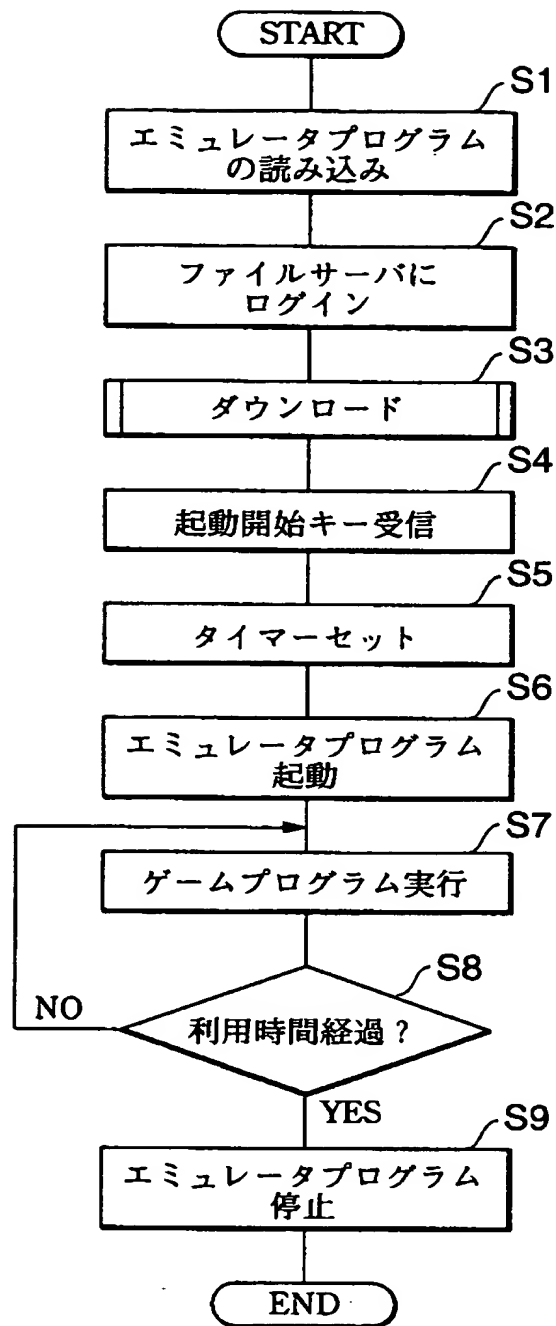 START
S1
エミュレータプログラム
の読み込み
S2
ファイルサーバに
ログイン
S3
ダウンロード
S4
起動開始キー受信
S5
タイマーセット
S6
エミュレータプログラム
起動
S7
ゲームプログラム実行
S8
利用時間経過？
NO
YES
S9
エミュレータプログラム
停止
END